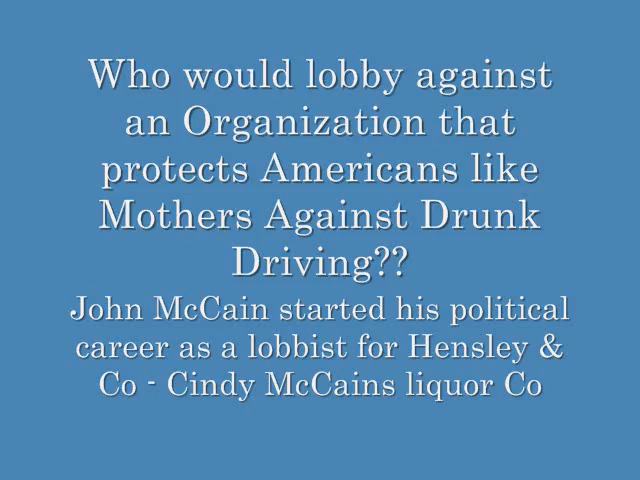 Who would lobby against
an Organization that
protects Americans like
Mothers Against Drunk
Driving??
John McCain started his political
career as a lobbist for Hensley &
Co - Cindy McCains liquor Co